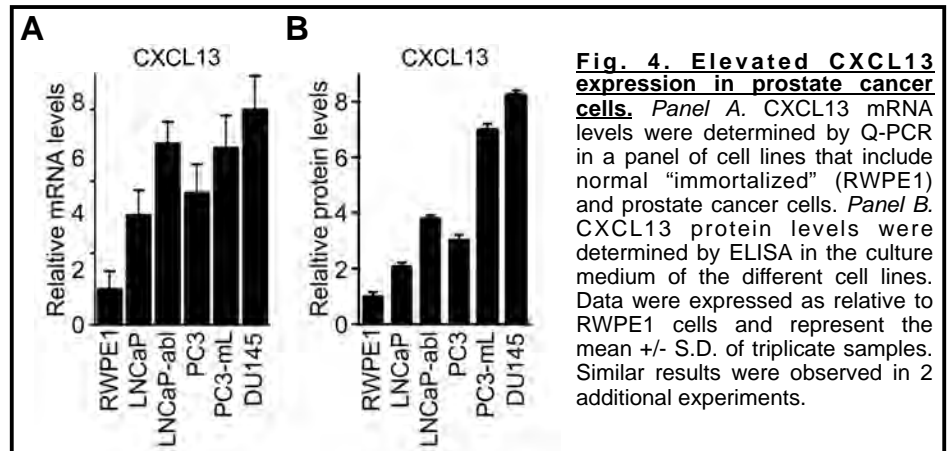 A
CXCL13
Relaltive mRNA levels
8
6
4
2
0
RWPE1
LNCaP
LNCaP-abl
PC3
PC3-mL
DU145
B
CXCL13
Relaltive protein levels
8
6
4
2
0
RWPE1
LNCaP
LNCaP-abl
PC3
PC3-mL
DU145
Fig. 4. Elevated CXCL13
expression in prostate cancer
cells. Panel A. CXCL13 mRNA
levels were determined by Q-PCR
in a panel of cell lines that include
normal “immortalized” (RWPE1)
and prostate cancer cells. Panel B.
CXCL13 protein levels were
determined by ELISA in the culture
medium of the different cell lines.
Data were expressed as relative to
RWPE1 cells and represent the
mean +/- S.D. of triplicate samples.
Similar results were observed in 2
additional experiments.